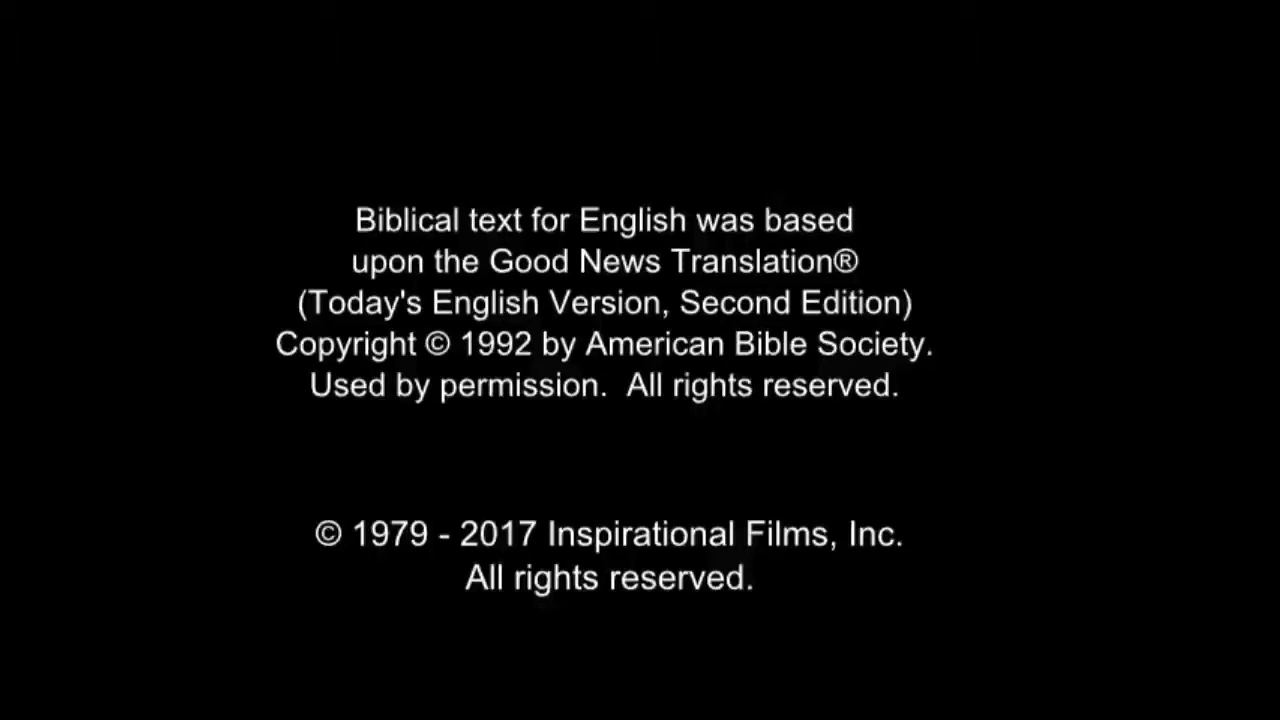 Biblical text for English was based
upon the Good News Translation®
(Today's English Version, Second Edition)
Copyright © 1992 by American Bible Society.
Used by permission.  All rights reserved.
© 1979 - 2017 Inspirational Films, Inc.
All rights reserved.